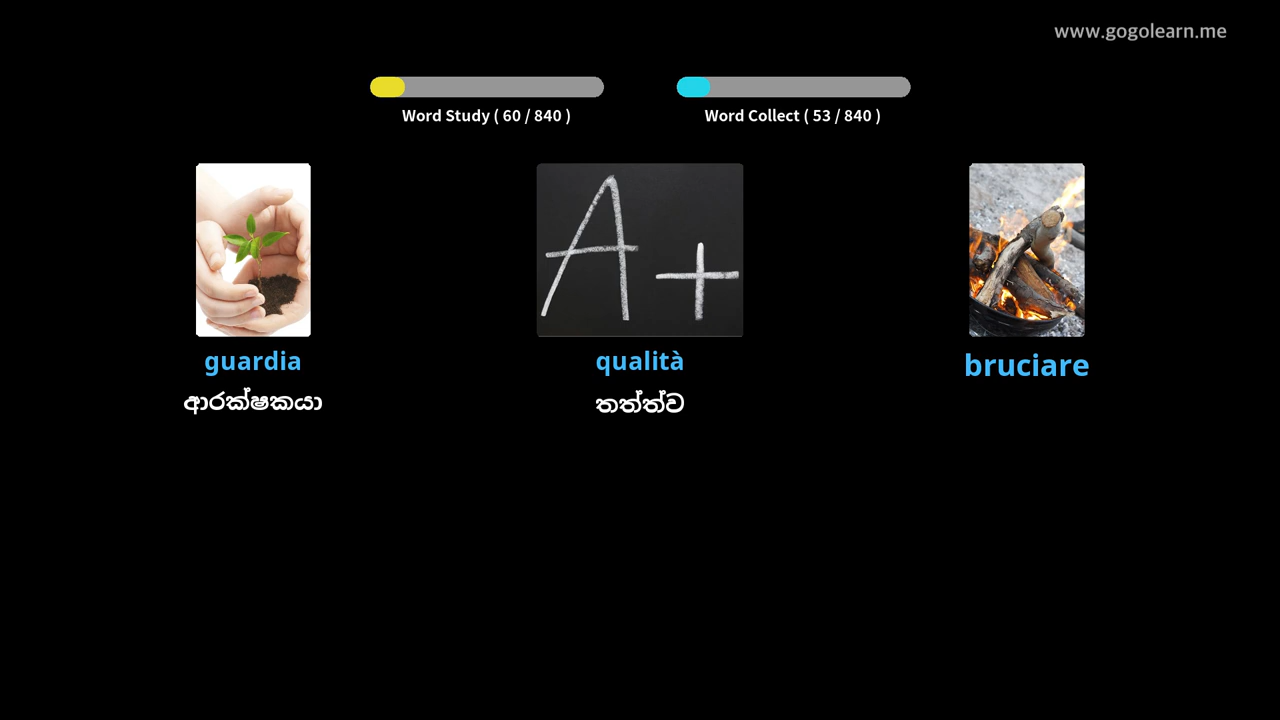 www.gogolearn.me
Word Study ( 60 / 840 )
Word Collect ( 53 / 840 )
A+
guardia
qualità
bruciare
ආරක්ෂකයා
තත්ත්ව